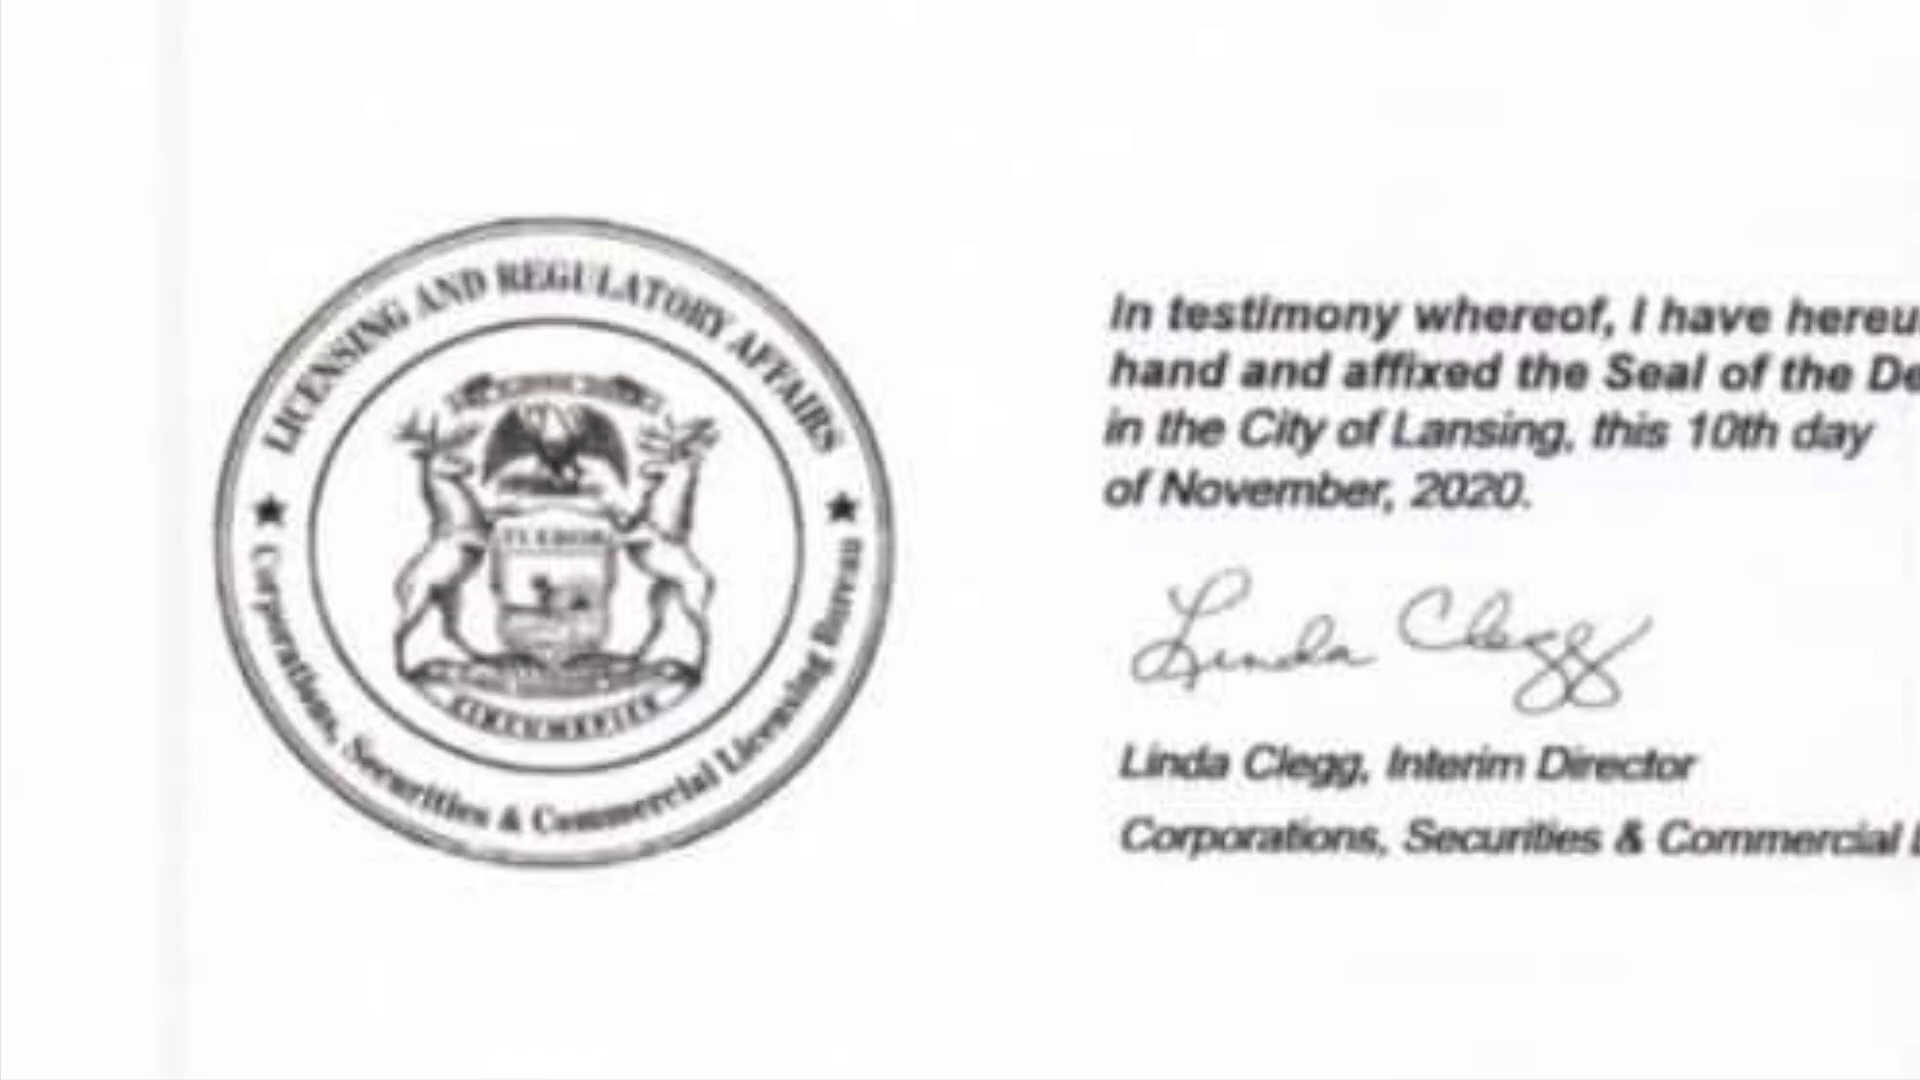 LICENSING AND REGULATORY AFFAIRS
Corporations, Securities & Commercial Licensing Bureau
TUEBOR
In testimony whereof, I have hereu
hand and affixed the Seal of the De
in the City of Lansing, this 10th day
of November, 2020.
Linda Clegg
Linda Clegg, Interim Director
Corporations, Securities & Commercial